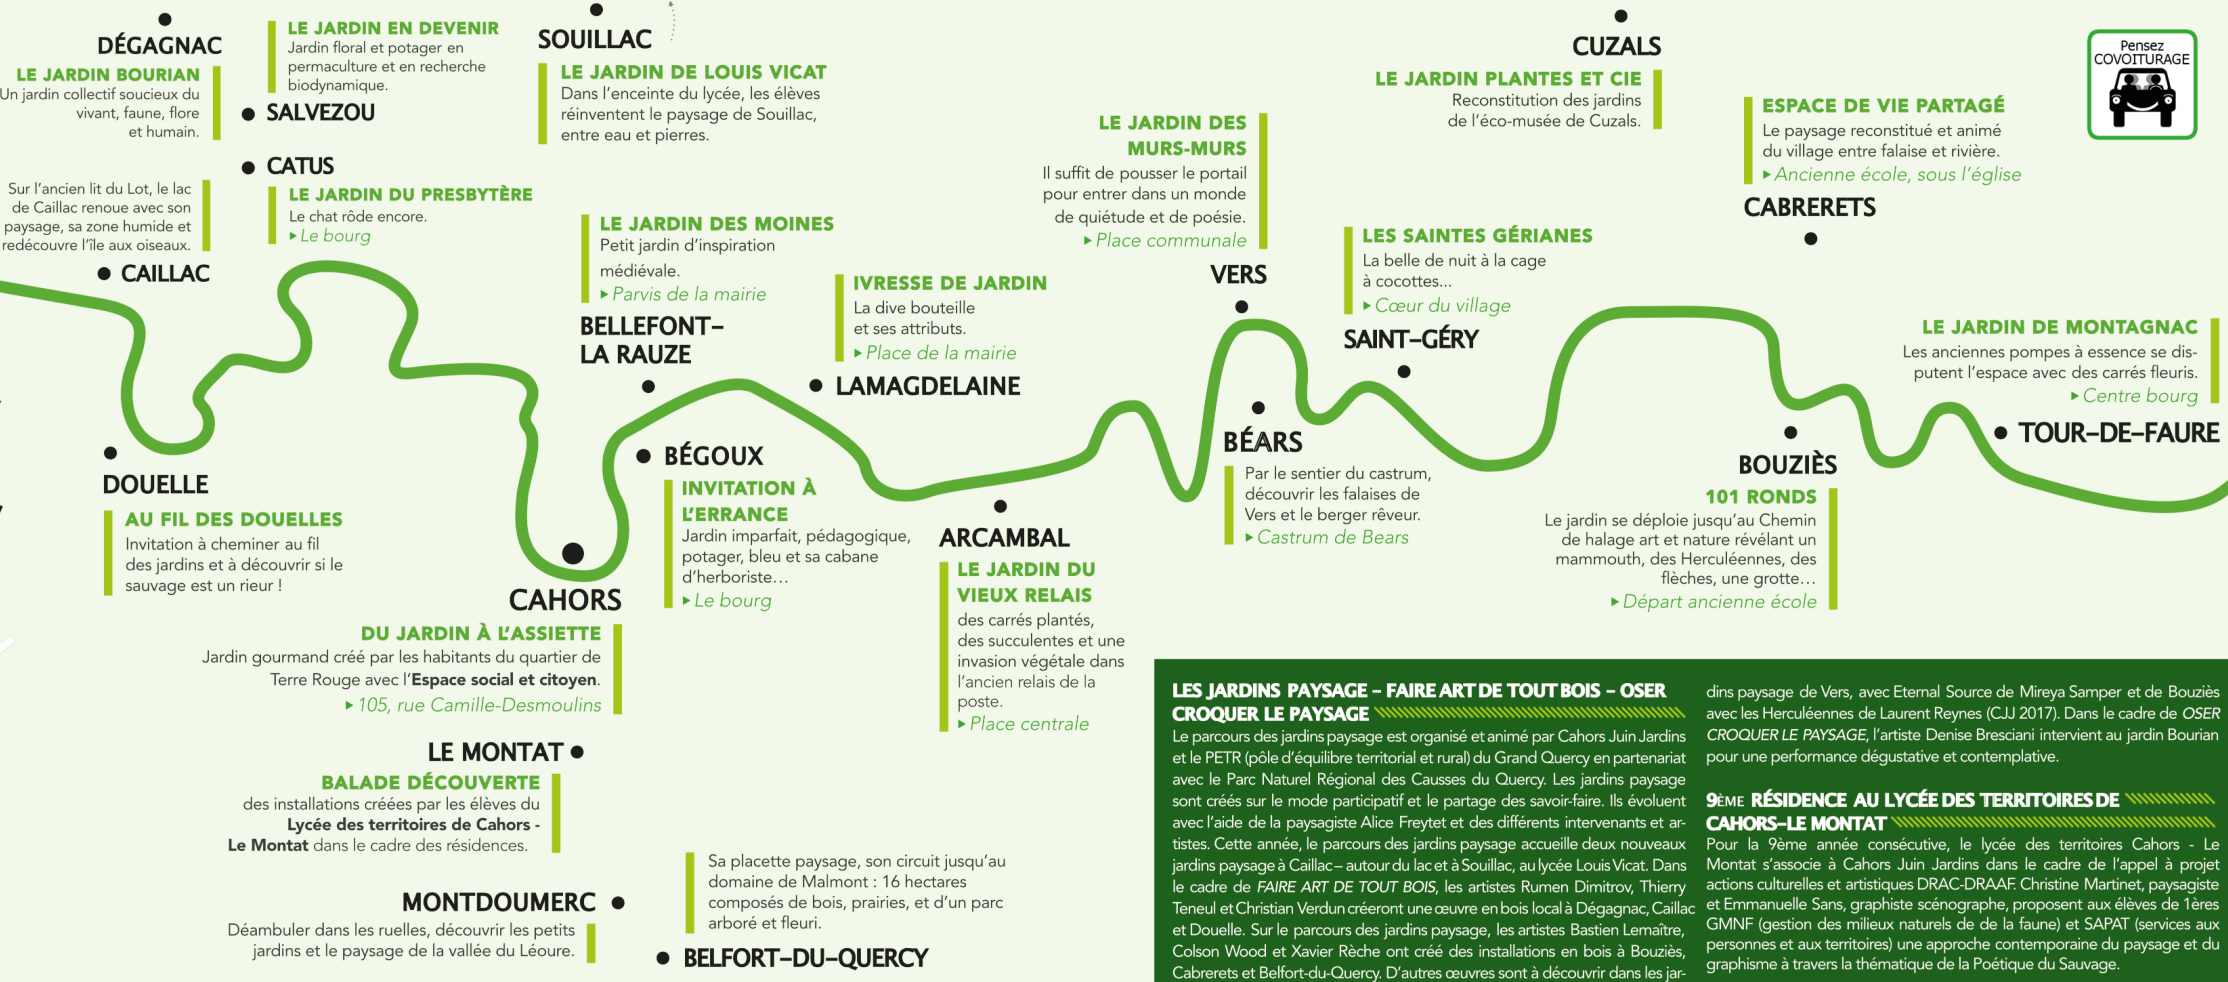 DÉGAGNAC
LE JARDIN BOURIAN
Un jardin collectif soucieux du
vivant, faune, flore
et humain.
LE JARDIN EN DEVENIR
Jardin floral et potager en
permaculture et en recherche
biodynamique.
SALVEZOU
CATUS
LE JARDIN DU PRESBYTÈRE
Le chat rôde encore.
▸ Le bourg
Sur l'ancien lit du Lot, le lac
de Caillac renoue avec son
paysage, sa zone humide et
redécouvre l'île aux oiseaux.
CAILLAC
SOUILLAC
LE JARDIN DE LOUIS VICAT
Dans l'enceinte du lycée, les élèves
réinventent le paysage de Souillac,
entre eau et pierres.
LE JARDIN DES MOINES
Petit jardin d'inspiration
médiévale.
▸ Parvis de la mairie
BELLEFONT–
LA RAUZE
IVRESSE DE JARDIN
La dive bouteille
et ses attributs.
▸ Place de la mairie
LAMAGDELAINE
LE JARDIN DES
MURS-MURS
Il suffit de pousser le portail
pour entrer dans un monde
de quiétude et de poésie.
▸ Place communale
VERS
CUZALS
LE JARDIN PLANTES ET CIE
Reconstitution des jardins
de l'éco-musée de Cuzals.
LES SAINTES GÉRIANES
La belle de nuit à la cage
à cocottes...
▸ Cœur du village
SAINT–GÉRY
ESPACE DE VIE PARTAGÉ
Le paysage reconstitué et animé
du village entre falaise et rivière.
▸ Ancienne école, sous l'église
CABRERETS
Pensez
COVOITURAGE
LE JARDIN DE MONTAGNAC
Les anciennes pompes à essence se dis-
putent l'espace avec des carrés fleuris.
▸ Centre bourg
TOUR–DE–FAURE
DOUELLE
AU FIL DES DOUELLES
Invitation à cheminer au fil
des jardins et à découvrir si le
sauvage est un rieur !
CAHORS
DU JARDIN À L'ASSIETTE
Jardin gourmand créé par les habitants du quartier de
Terre Rouge avec l'Espace social et citoyen.
▸ 105, rue Camille-Desmoulins
BÉGOUX
INVITATION À
L'ERRANCE
Jardin imparfait, pédagogique,
potager, bleu et sa cabane
d'herboriste…
▸ Le bourg
ARCAMBAL
LE JARDIN DU
VIEUX RELAIS
des carrés plantés,
des succulentes et une
invasion végétale dans
l'ancien relais de la
poste.
▸ Place centrale
BÉARS
Par le sentier du castrum,
découvrir les falaises de
Vers et le berger rêveur.
▸ Castrum de Bears
BOUZIÈS
101 RONDS
Le jardin se déploie jusqu'au Chemin
de halage art et nature révélant un
mammouth, des Herculéennes, des
flèches, une grotte…
▸ Départ ancienne école
LE MONTAT
BALADE DÉCOUVERTE
des installations créées par les élèves du
Lycée des territoires de Cahors -
Le Montat dans le cadre des résidences.
MONTDOUMERC
Déambuler dans les ruelles, découvrir les petits
jardins et le paysage de la vallée du Léoure.
Sa placette paysage, son circuit jusqu'au
domaine de Malmont : 16 hectares
composés de bois, prairies, et d'un parc
arboré et fleuri.
BELFORT–DU–QUERCY
LES JARDINS PAYSAGE – FAIRE ART DE TOUT BOIS – OSER
CROQUER LE PAYSAGE
Le parcours des jardins paysage est organisé et animé par Cahors Juin Jardins
et le PETR (pôle d'équilibre territorial et rural) du Grand Quercy en partenariat
avec le Parc Naturel Régional des Causses du Quercy. Les jardins paysage
sont créés sur le mode participatif et le partage des savoir-faire. Ils évoluent
avec l'aide de la paysagiste Alice Freytet et des différents intervenants et ar-
tistes. Cette année, le parcours des jardins paysage accueille deux nouveaux
jardins paysage à Caillac – autour du lac et à Souillac, au lycée Louis Vicat. Dans
le cadre de FAIRE ART DE TOUT BOIS, les artistes Rumen Dimitrov, Thierry
Teneul et Christian Verdun créeront une œuvre en bois local à Dégagnac, Caillac
et Douelle. Sur le parcours des jardins paysage, les artistes Bastien Lemaître,
Colson Wood et Xavier Rèche ont créé des installations en bois à Bouziès,
Cabrerets et Belfort-du-Quercy. D'autres œuvres sont à découvrir dans les jar-
dins paysage de Vers, avec Eternal Source de Mireya Samper et de Bouziès
avec les Herculéennes de Laurent Reynes (CJJ 2017). Dans le cadre de OSER
CROQUER LE PAYSAGE, l'artiste Denise Bresciani intervient au jardin Bourian
pour une performance dégustative et contemplative.
9ÈME RÉSIDENCE AU LYCÉE DES TERRITOIRES DE
CAHORS–LE MONTAT
Pour la 9ème année consécutive, le lycée des territoires Cahors - Le
Montat s'associe à Cahors Juin Jardins dans le cadre de l'appel à projet
actions culturelles et artistiques DRAC-DRAAF. Christine Martinet, paysagiste
et Emmanuelle Sans, graphiste scénographe, proposent aux élèves de 1ères
GMNF (gestion des milieux naturels de de la faune) et SAPAT (services aux
personnes et aux territoires) une approche contemporaine du paysage et du
graphisme à travers la thématique de la Poétique du Sauvage.